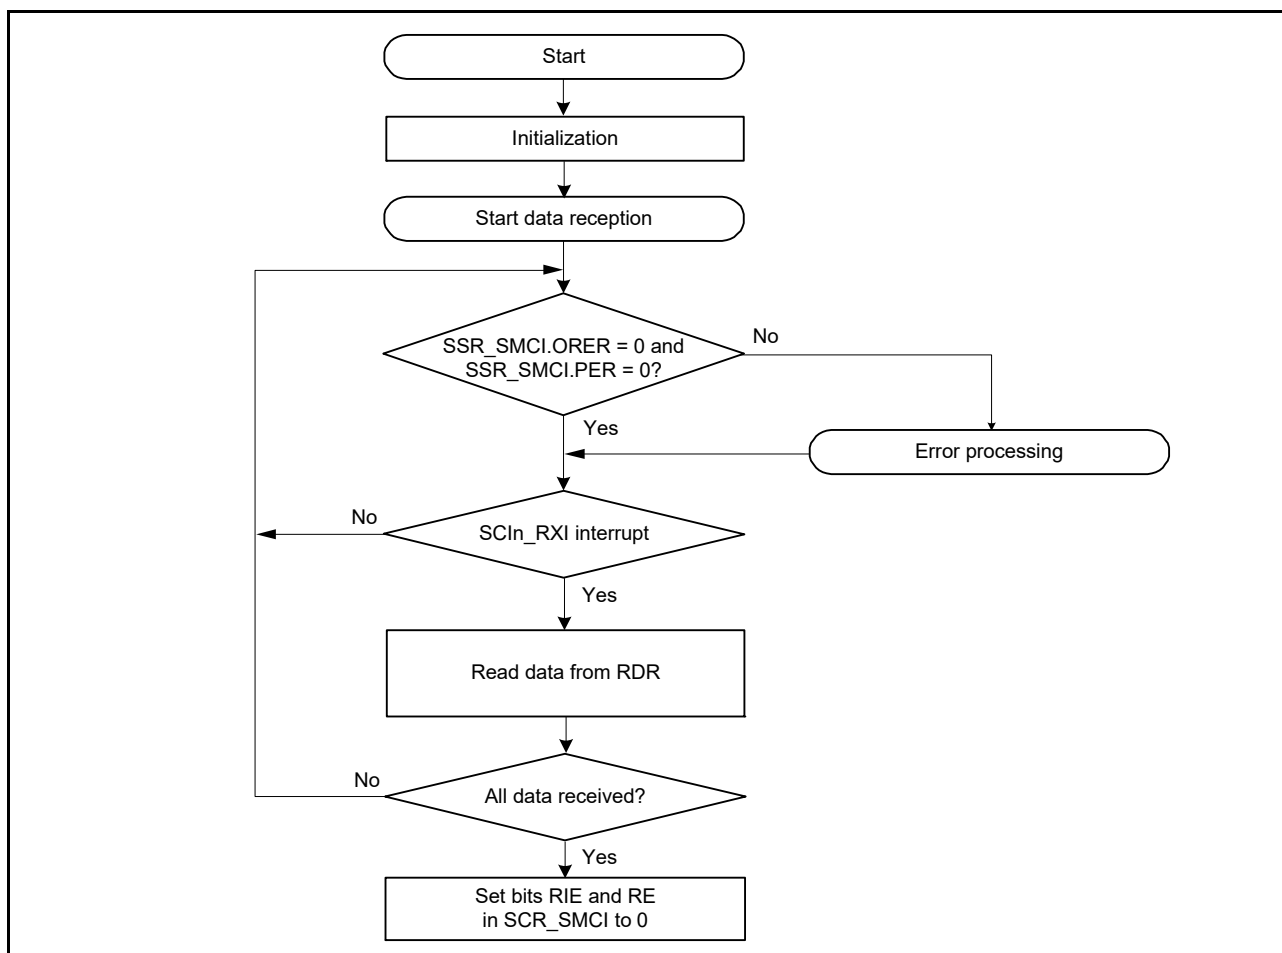 Start
Initialization
Start data reception
SSR_SMCI.ORER = 0 and
SSR_SMCI.PER = 0?
No
Yes
Error processing
SCIn_RXI interrupt
No
Yes
Read data from RDR
All data received?
No
Yes
Set bits RIE and RE
in SCR_SMCI to 0